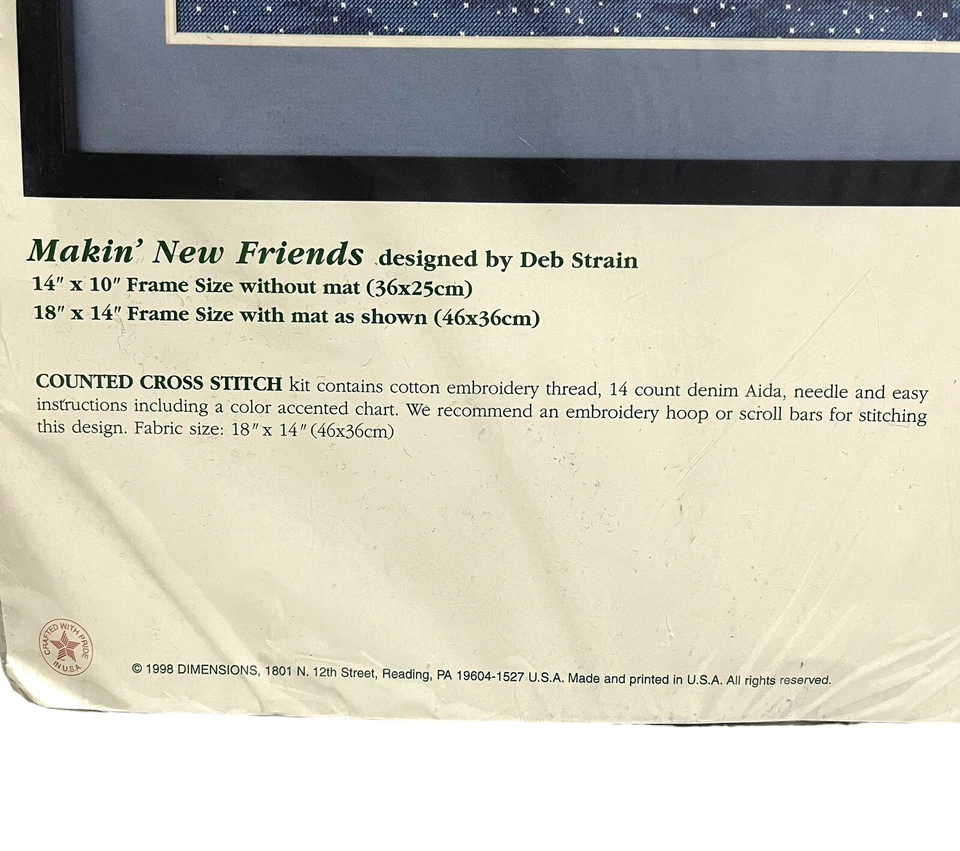 Makin' New Friends designed by Deb Strain
14" x 10" Frame Size without mat (36x25cm)
18" x 14" Frame Size with mat as shown (46x36cm)
COUNTED CROSS STITCH kit contains cotton embroidery thread, 14 count denim Aida, needle and easy
instructions including a color accented chart. We recommend an embroidery hoop or scroll bars for stitching
this design. Fabric size: 18" x 14" (46x36cm)
CRAFTED WITH PRIDE
IN U.S.A.
© 1998 DIMENSIONS, 1801 N. 12th Street, Reading, PA 19604-1527 U.S.A. Made and printed in U.S.A. All rights reserved.